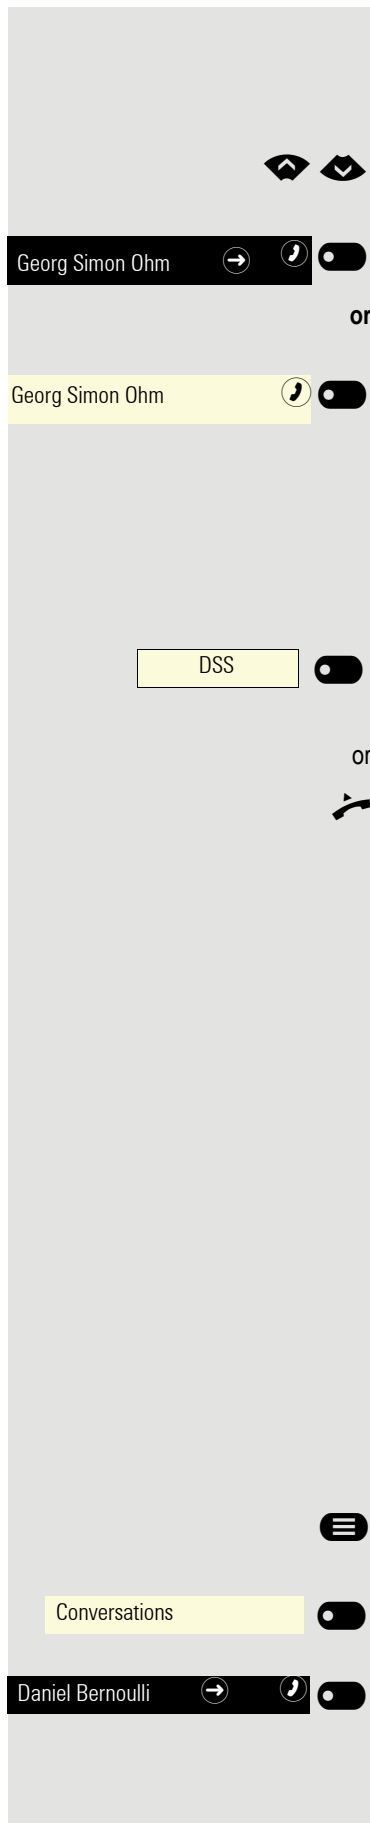 Georg Simon Ohm
or
Georg Simon Ohm
DSS
or
Conversations
Daniel Bernoulli